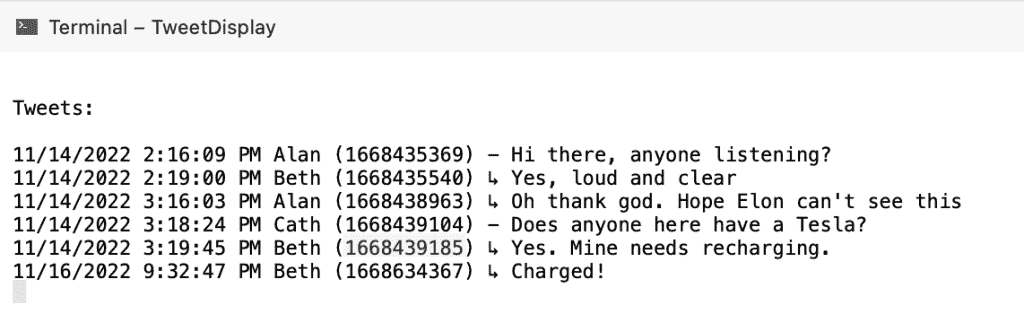 Terminal – TweetDisplay
Tweets:
11/14/2022 2:16:09 PM Alan (1668435369) – Hi there, anyone listening?
11/14/2022 2:19:00 PM Beth (1668435540) ↳ Yes, loud and clear
11/14/2022 3:16:03 PM Alan (1668438963) ↳ Oh thank god. Hope Elon can't see this
11/14/2022 3:18:24 PM Cath (1668439104) – Does anyone here have a Tesla?
11/14/2022 3:19:45 PM Beth (1668439185) ↳ Yes. Mine needs recharging.
11/16/2022 9:32:47 PM Beth (1668634367) ↳ Charged!